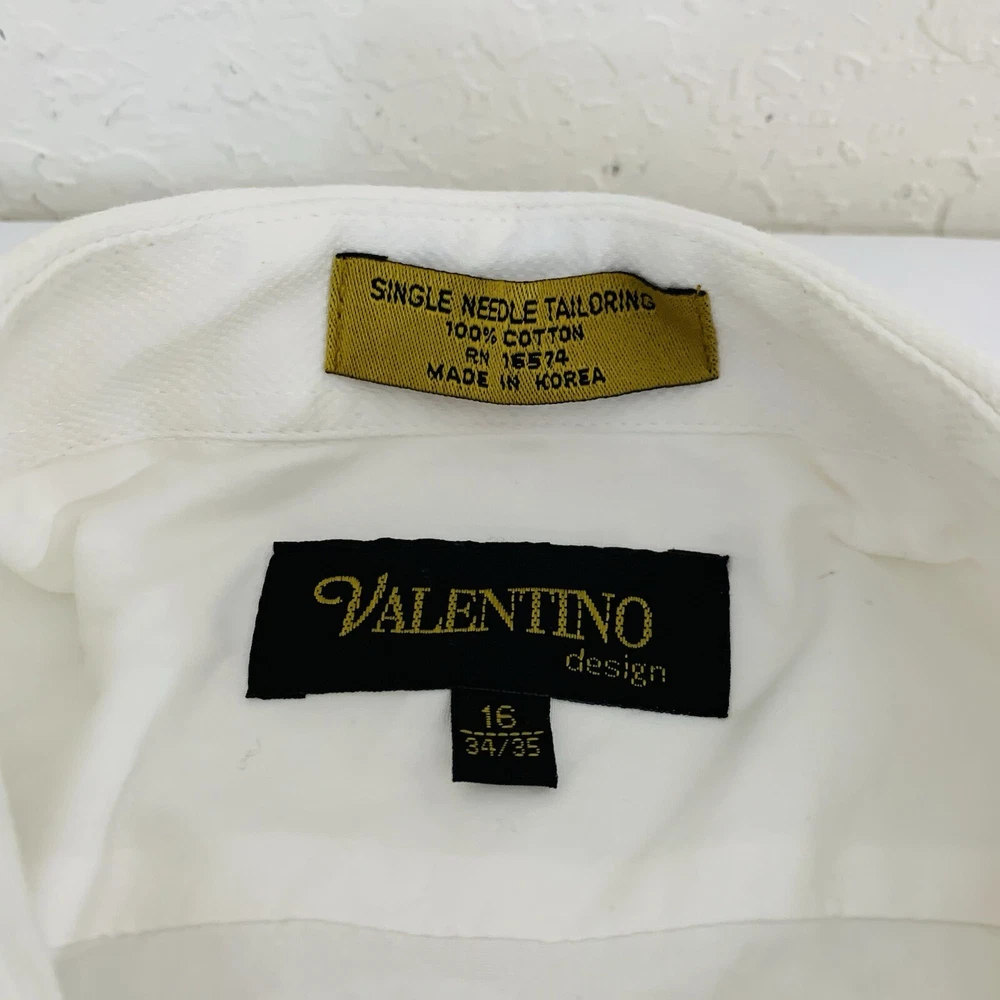 SINGLE NEEDLE TAILORING
100% COTTON
RN 16574
MADE IN KOREA
VALENTINO
design
16
34/35